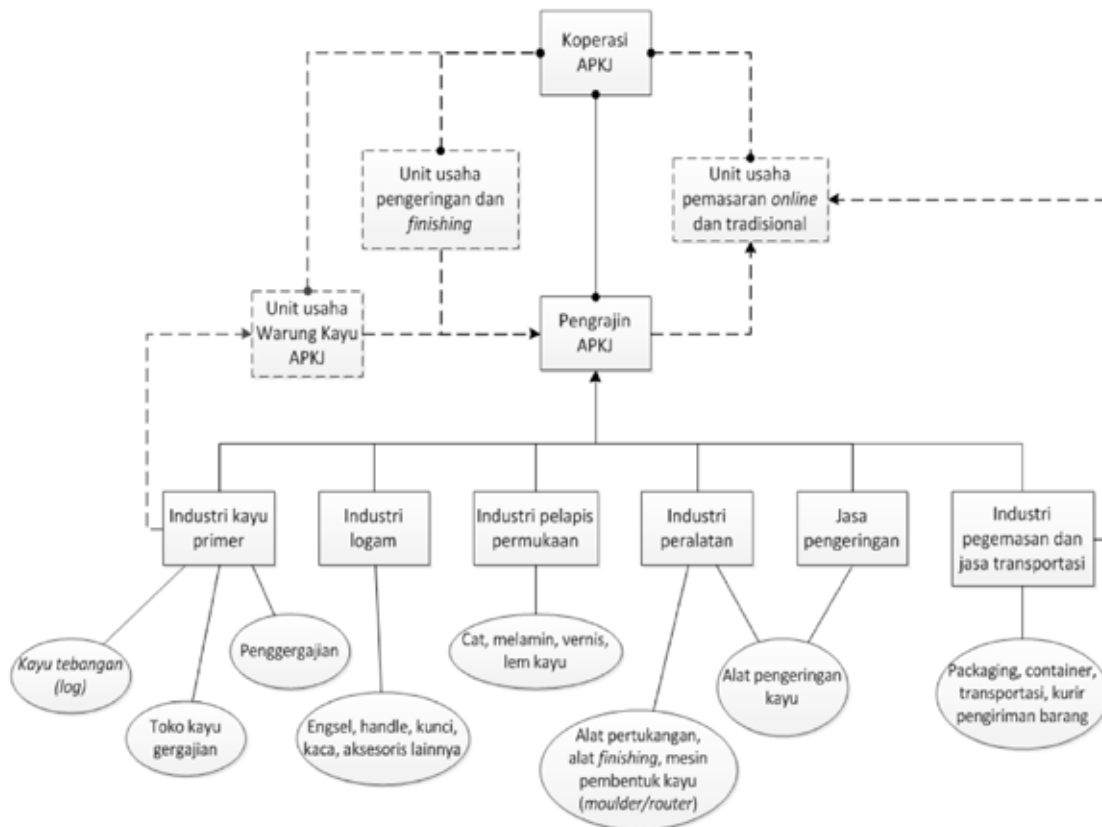 Koperasi
APKJ
Unit usaha
pengeringan dan
finishing
Unit usaha
pemasaran online
dan tradisional
Unit usaha
Warung Kayu
APKJ
Pengrajin
APKJ
Industri kayu
primer
Industri
logam
Industri pelapis
permukaan
Industri
peralatan
Jasa
pengeringan
Industri
pegemasan dan
jasa transportasi
Kayu tebangan
(log)
Toko kayu
gergajian
Penggergajian
Engsel, handle, kunci,
kaca, aksesoris lainnya
Cat, melamin, vernis,
lem kayu
Alat pertukangan,
alat finishing, mesin
pembentuk kayu
(moulder/router)
Alat pengeringan
kayu
Packaging, container,
transportasi, kurir
pengiriman barang